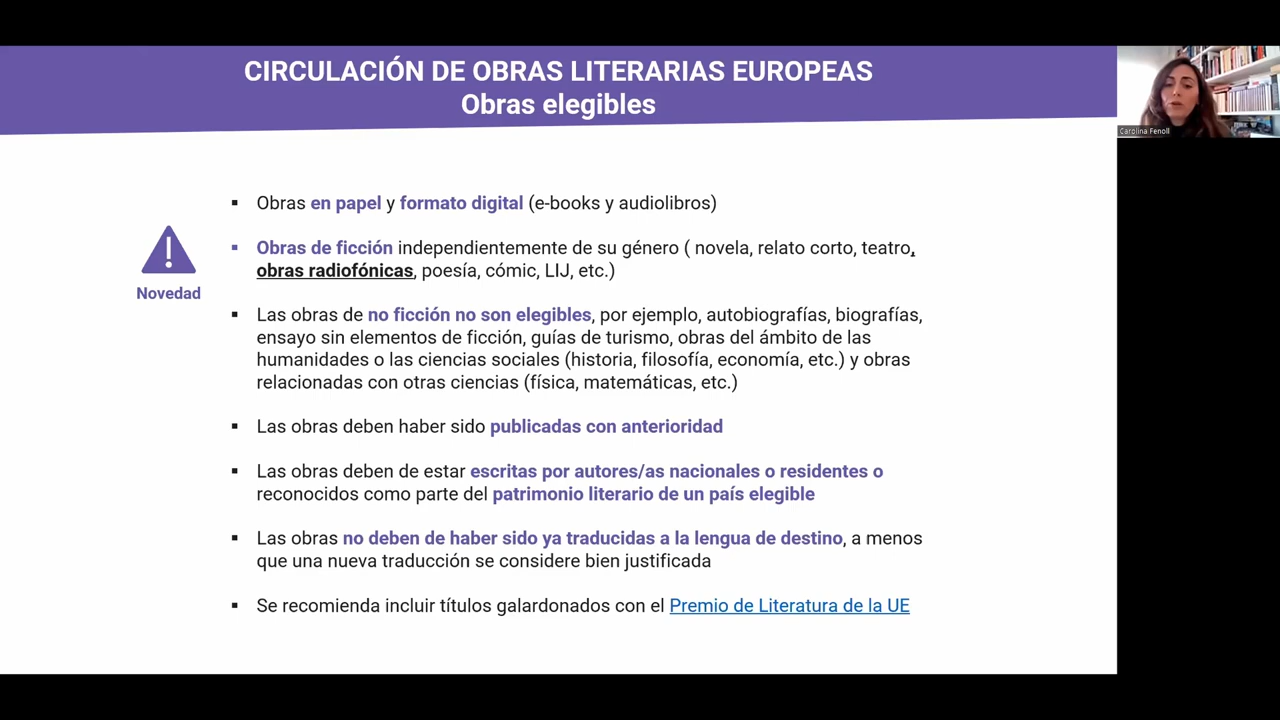 CIRCULACIÓN DE OBRAS LITERARIAS EUROPEAS
Obras elegibles
Carolina Fenoll
▪ Obras en papel y formato digital (e-books y audiolibros)
Novedad
▪ Obras de ficción independientemente de su género ( novela, relato corto, teatro,
obras radiofónicas, poesía, cómic, LIJ, etc.)
▪ Las obras de no ficción no son elegibles, por ejemplo, autobiografías, biografías,
ensayo sin elementos de ficción, guías de turismo, obras del ámbito de las
humanidades o las ciencias sociales (historia, filosofía, economía, etc.) y obras
relacionadas con otras ciencias (física, matemáticas, etc.)
▪ Las obras deben haber sido publicadas con anterioridad
▪ Las obras deben de estar escritas por autores/as nacionales o residentes o
reconocidos como parte del patrimonio literario de un país elegible
▪ Las obras no deben de haber sido ya traducidas a la lengua de destino, a menos
que una nueva traducción se considere bien justificada
▪ Se recomienda incluir títulos galardonados con el Premio de Literatura de la UE